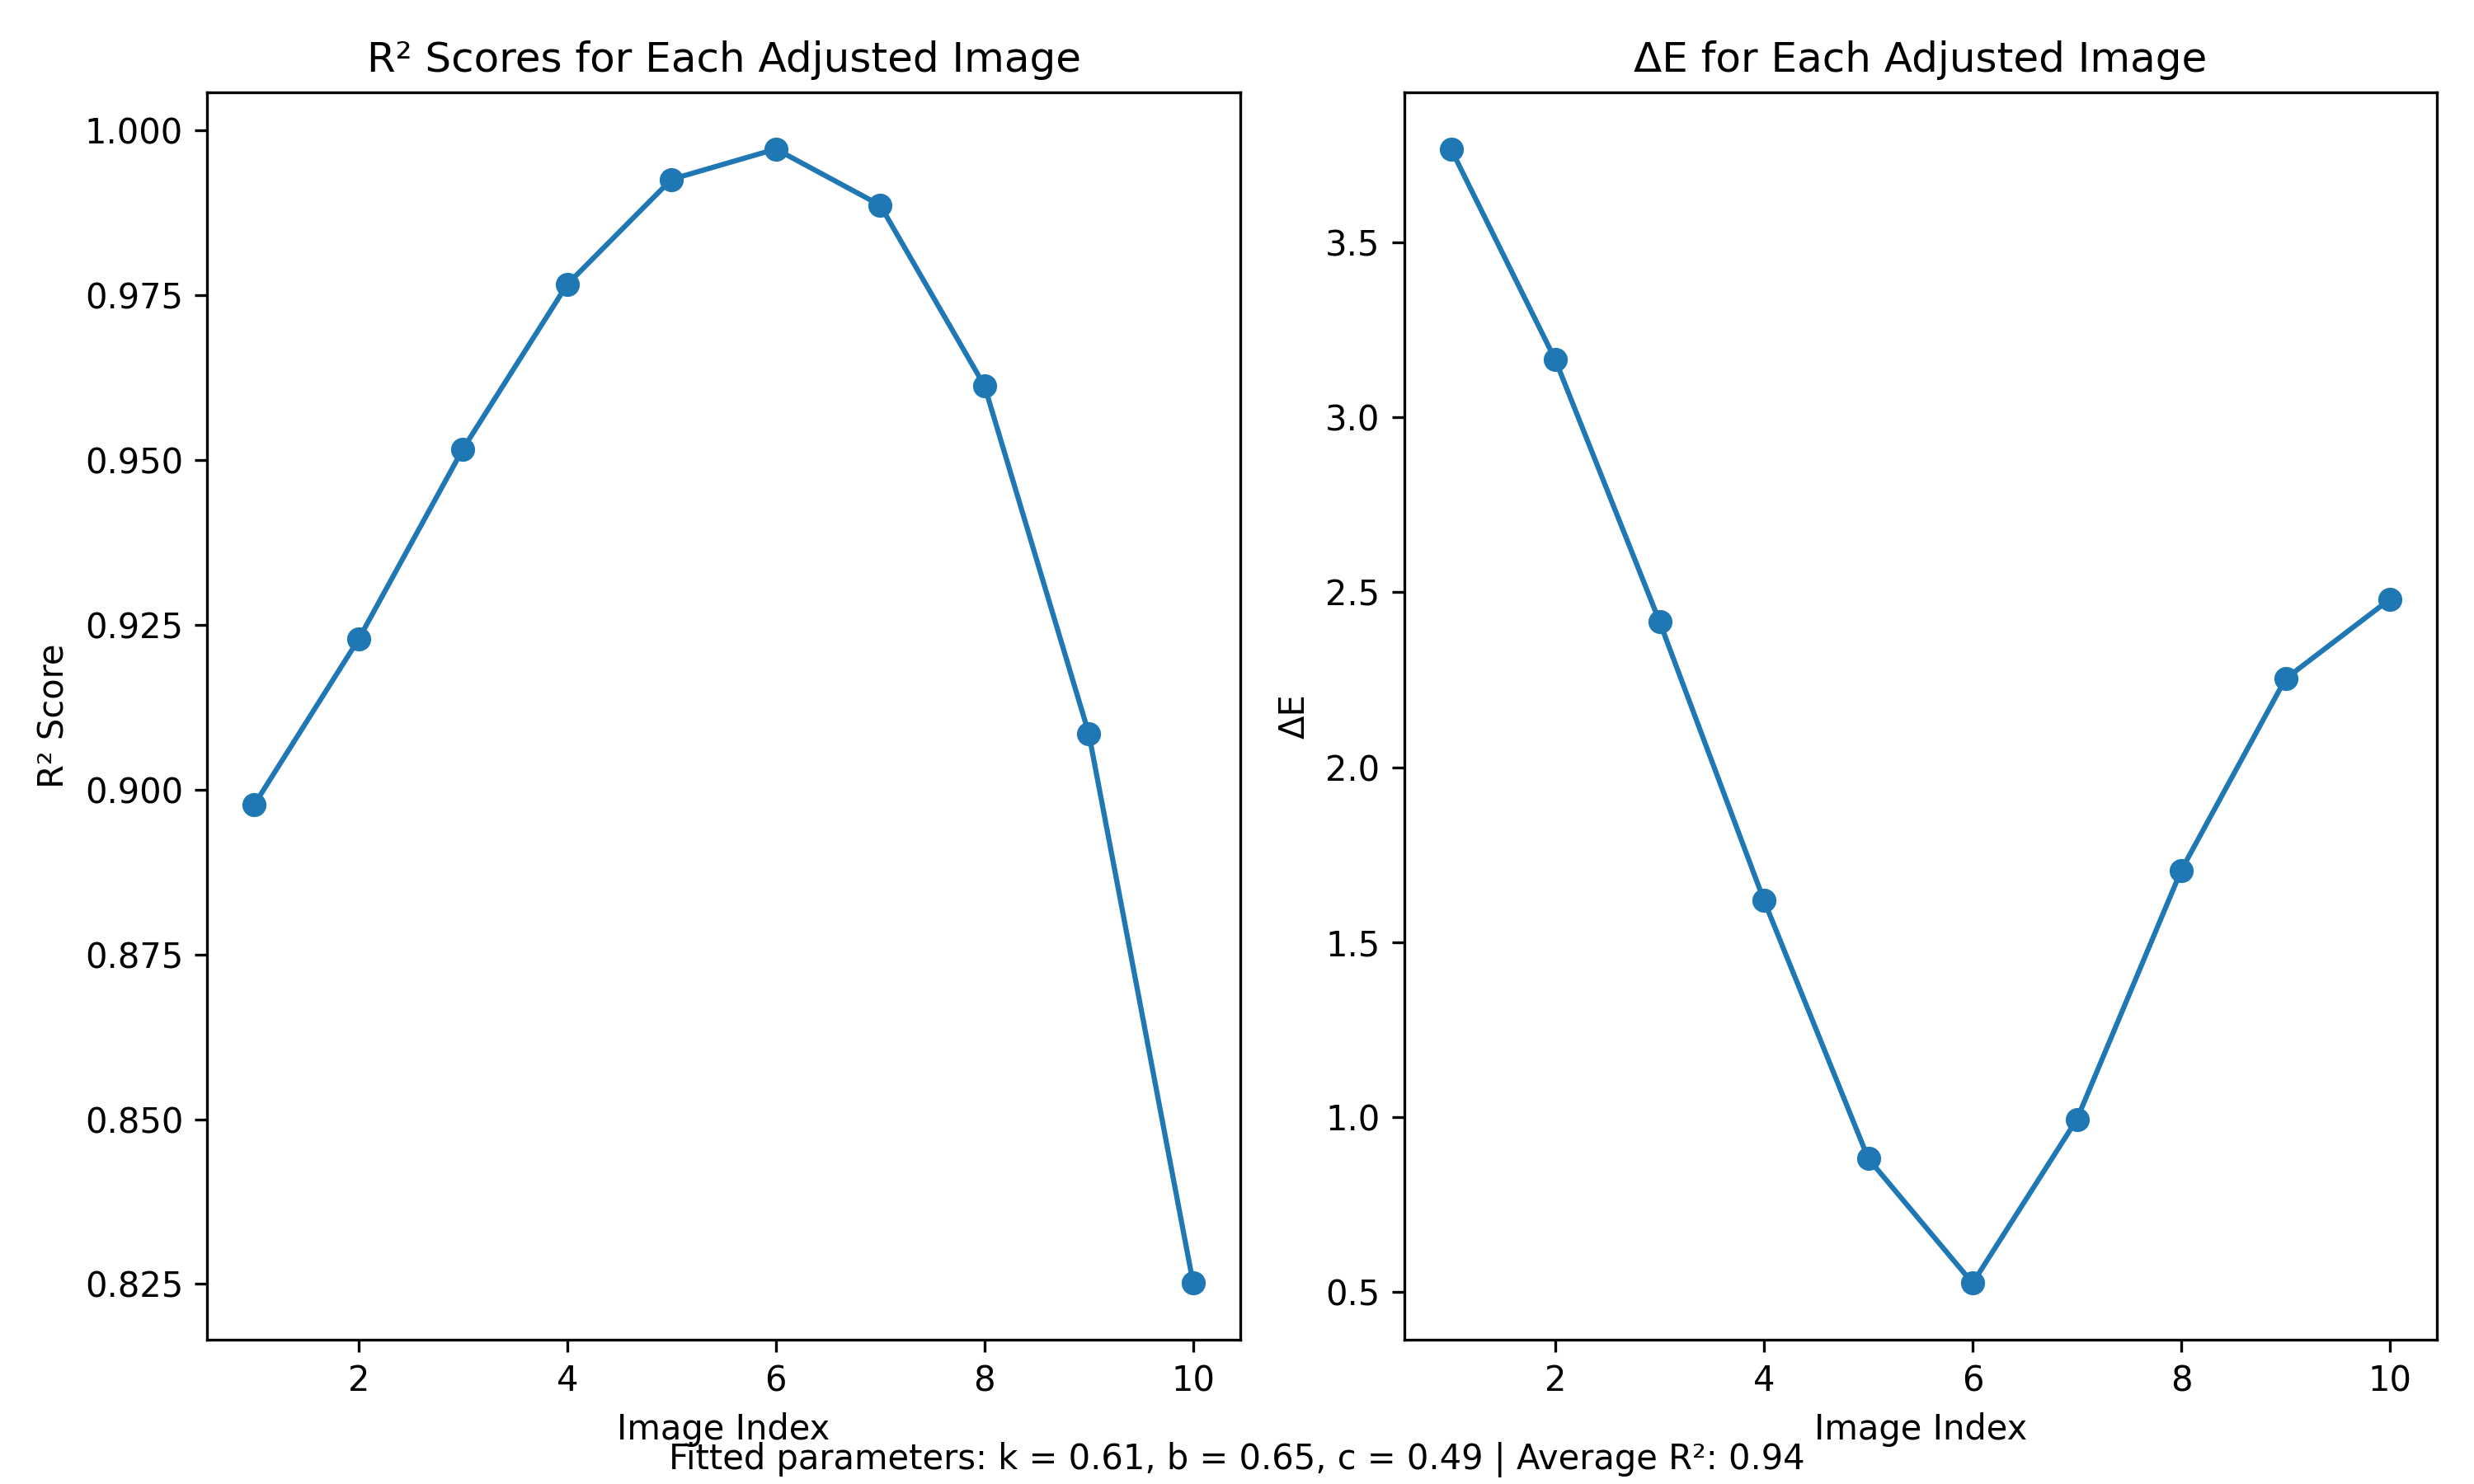 R² Scores for Each Adjusted Image
R² Score
1.000
0.975
0.950
0.925
0.900
0.875
0.850
0.825
2 4 6 8 10
Image Index
ΔE for Each Adjusted Image
ΔE
3.5
3.0
2.5
2.0
1.5
1.0
0.5
2 4 6 8 10
Image Index
Fitted parameters: k = 0.61, b = 0.65, c = 0.49 | Average R²: 0.94